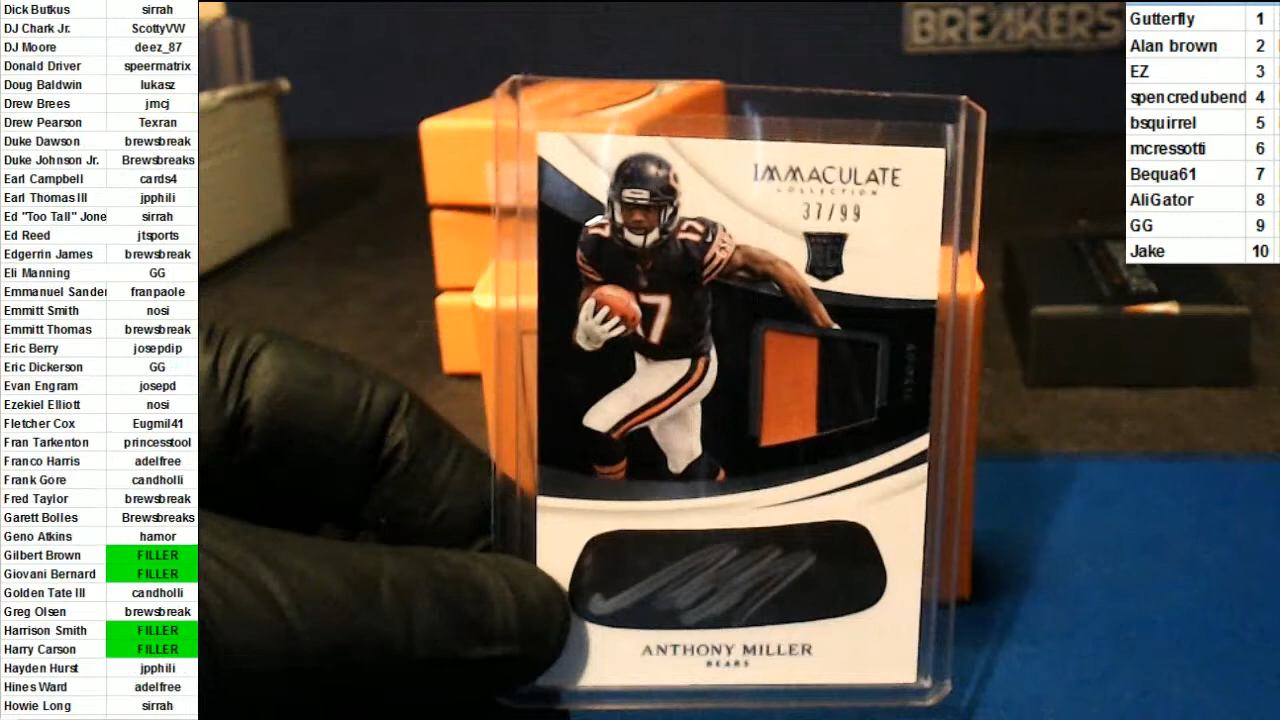 Dick Butkus sirrah
DJ Chark Jr. ScottyVW
DJ Moore deez_87
Donald Driver speermatrix
Doug Baldwin lukasz
Drew Brees jmcj
Drew Pearson Texran
Duke Dawson brewsbreak
Duke Johnson Jr. Brewsbreaks
Earl Campbell cards4
Earl Thomas III jpphili
Ed "Too Tall" Jone sirrah
Ed Reed jtsports
Edgerrin James brewsbreak
Eli Manning GG
Emmanuel Sander franpaole
Emmitt Smith nosi
Emmitt Thomas brewsbreak
Eric Berry josepdip
Eric Dickerson GG
Evan Engram josepd
Ezekiel Elliott nosi
Fletcher Cox Eugmil41
Fran Tarkenton princesstool
Franco Harris adelfree
Frank Gore candholli
Fred Taylor brewsbreak
Garett Bolles Brewsbreaks
Geno Atkins hamor
Gilbert Brown FILLER
Giovani Bernard FILLER
Golden Tate III candholli
Greg Olsen brewsbreak
Harrison Smith FILLER
Harry Carson FILLER
Hayden Hurst jpphili
Hines Ward adelfree
Howie Long sirrah
BREAKERS
IMMACULATE
COLLECTION
37/99
17
17
17
ANTHONY MILLER
BEARS
Gutterfly 1
Alan brown 2
EZ 3
spencredubend 4
bsquirrel 5
mcressotti 6
Bequa61 7
AliGator 8
GG 9
Jake 10